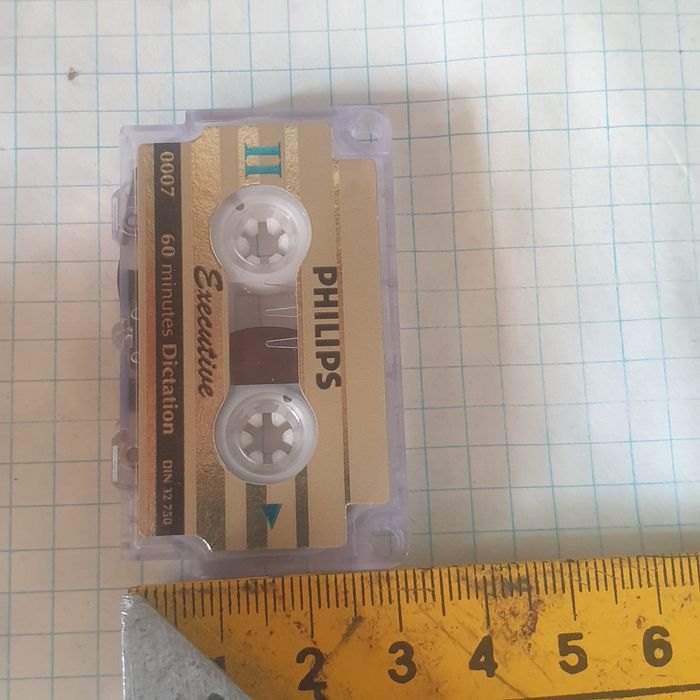 II
PHILIPS
Executive
0007 60 minutes Dictation DIN 32 750
2 3 4 5 6